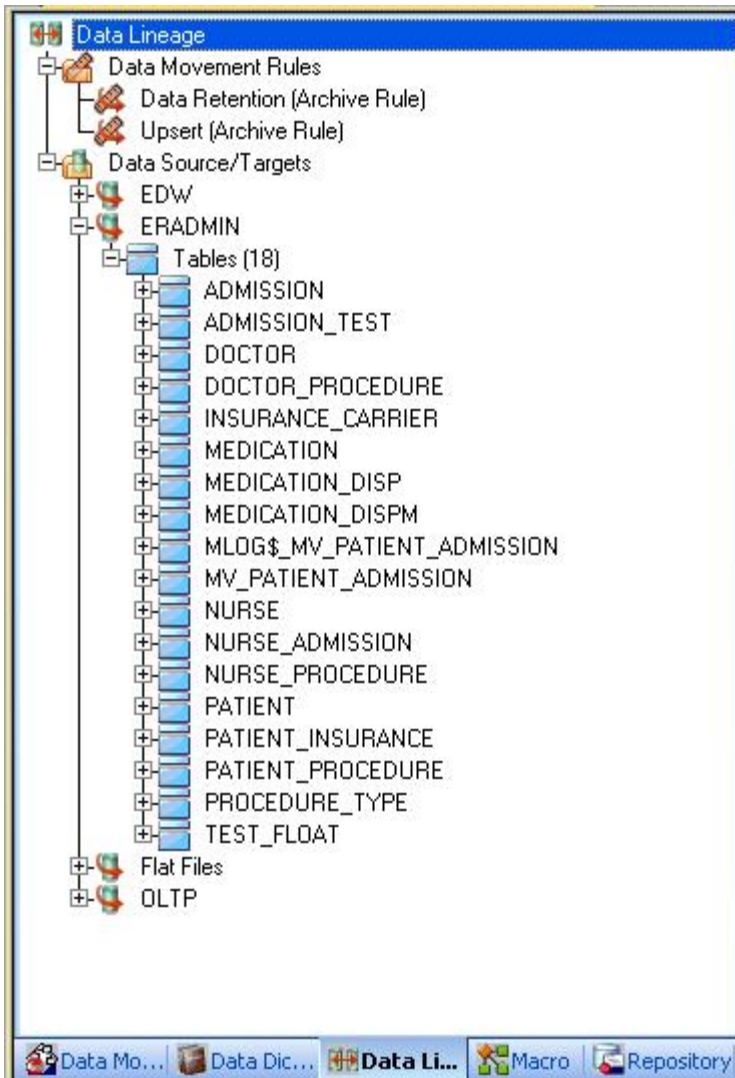 Data Lineage
Data Movement Rules
Data Retention (Archive Rule)
Upsert (Archive Rule)
Data Source/Targets
EDW
ERADMIN
Tables (18)
ADMISSION
ADMISSION_TEST
DOCTOR
DOCTOR_PROCEDURE
INSURANCE_CARRIER
MEDICATION
MEDICATION_DISP
MEDICATION_DISPM
MLOG$_MV_PATIENT_ADMISSION
MV_PATIENT_ADMISSION
NURSE
NURSE_ADMISSION
NURSE_PROCEDURE
PATIENT
PATIENT_INSURANCE
PATIENT_PROCEDURE
PROCEDURE_TYPE
TEST_FLOAT
Flat Files
OLTP
Data Mo... Data Dic... Data Li... Macro Repository